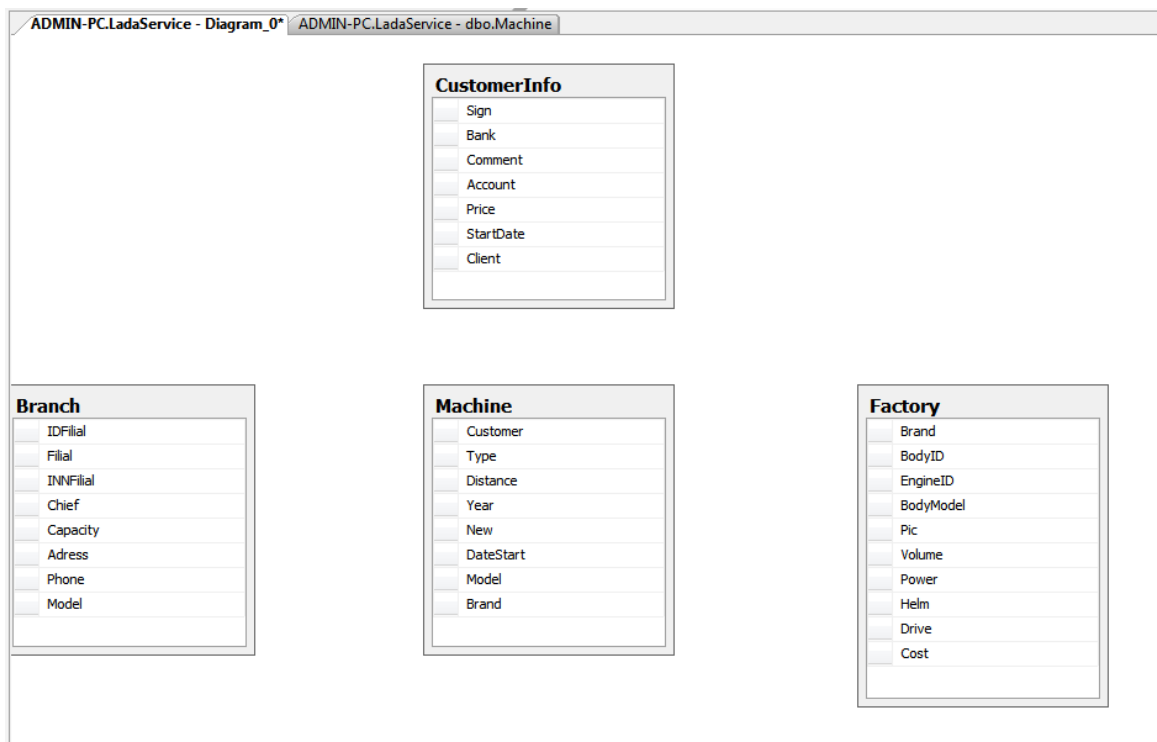 ADMIN-PC.LadaService - Diagram_0* ADMIN-PC.LadaService - dbo.Machine
CustomerInfo
Sign
Bank
Comment
Account
Price
StartDate
Client
Branch
IDFilial
Filial
INNFilial
Chief
Capacity
Adress
Phone
Model
Machine
Customer
Type
Distance
Year
New
DateStart
Model
Brand
Factory
Brand
BodyID
EngineID
BodyModel
Pic
Volume
Power
Helm
Drive
Cost